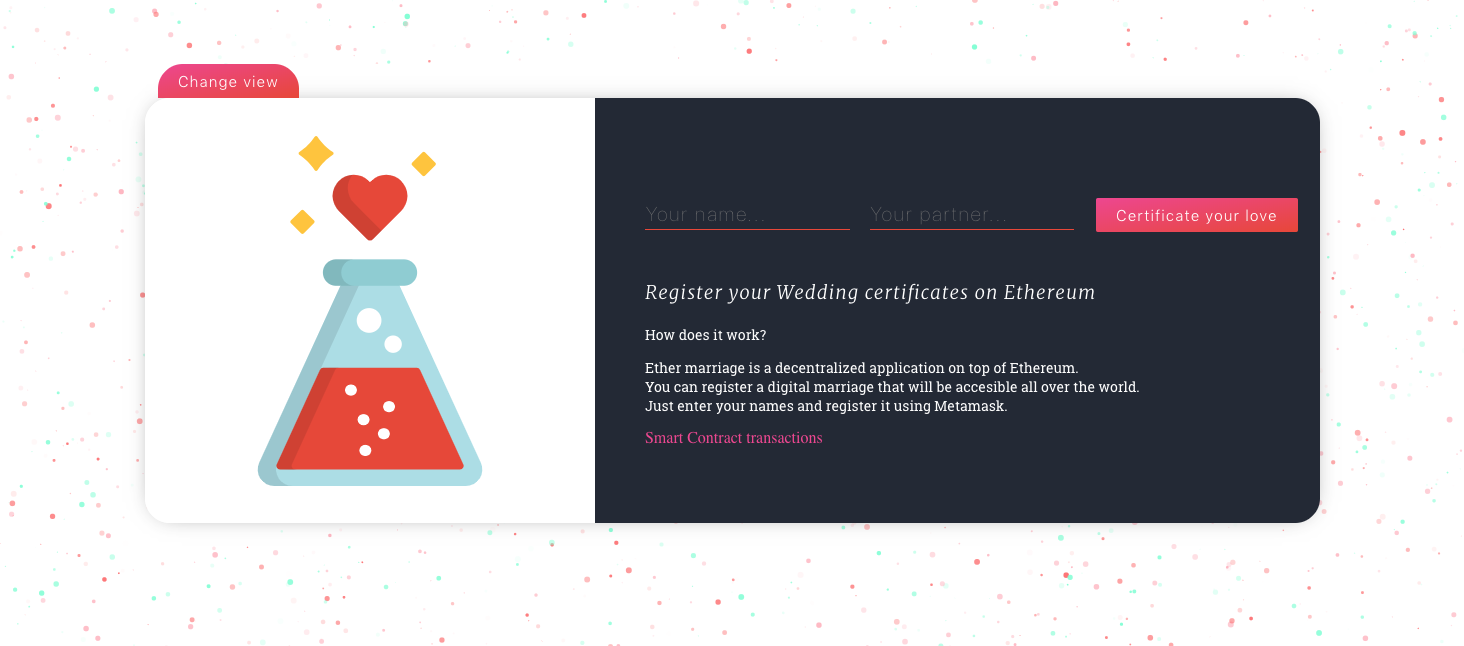 Change view
Your name...
Your partner...
Certificate your love
Register your Wedding certificates on Ethereum
How does it work?
Ether marriage is a decentralized application on top of Ethereum.
You can register a digital marriage that will be accesible all over the world.
Just enter your names and register it using Metamask.
Smart Contract transactions